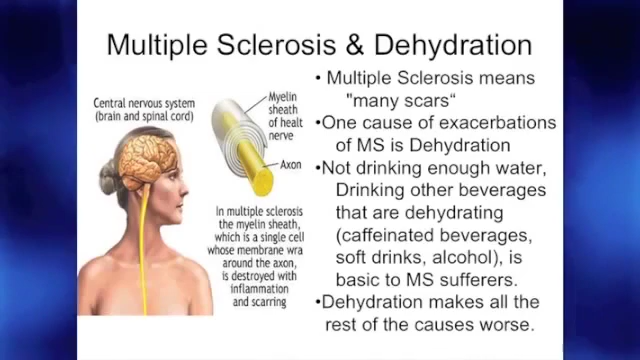 Multiple Sclerosis & Dehydration
Central nervous system
(brain and spinal cord)
Myelin
sheath
of healt
nerve
Axon
In multiple sclerosis
the myelin sheath,
which is a single cell
whose membrane wra
around the axon,
is destroyed with
inflammation
and scarring
• Multiple Sclerosis means
"many scars“
•One cause of exacerbations
of MS is Dehydration
•Not drinking enough water,
Drinking other beverages
that are dehydrating
(caffeinated beverages,
soft drinks, alcohol), is
basic to MS sufferers.
•Dehydration makes all the
rest of the causes worse.